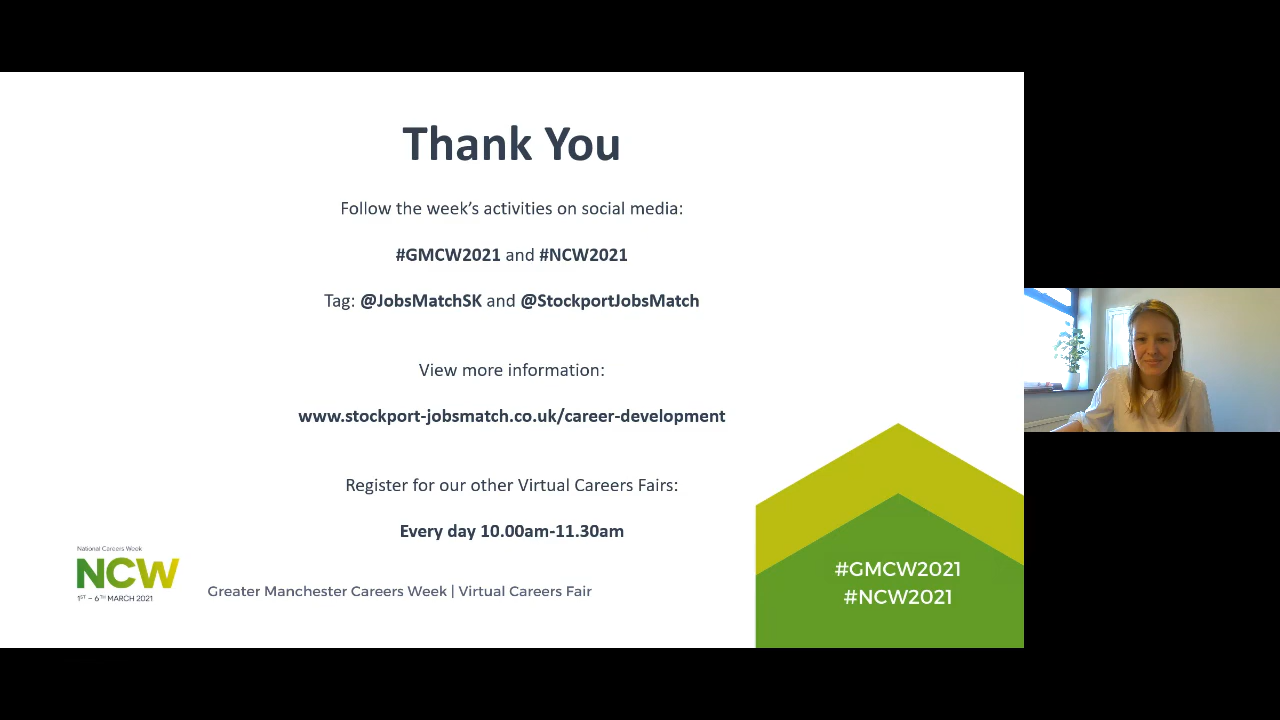 Thank You
Follow the week's activities on social media:
#GMCW2021 and #NCW2021
Tag: @JobsMatchSK and @StockportJobsMatch
View more information:
www.stockport-jobsmatch.co.uk/career-development
Register for our other Virtual Careers Fairs:
Every day 10.00am-11.30am
National Careers Week
NCW
1ST – 6TH MARCH 2021
Greater Manchester Careers Week | Virtual Careers Fair
#GMCW2021
#NCW2021